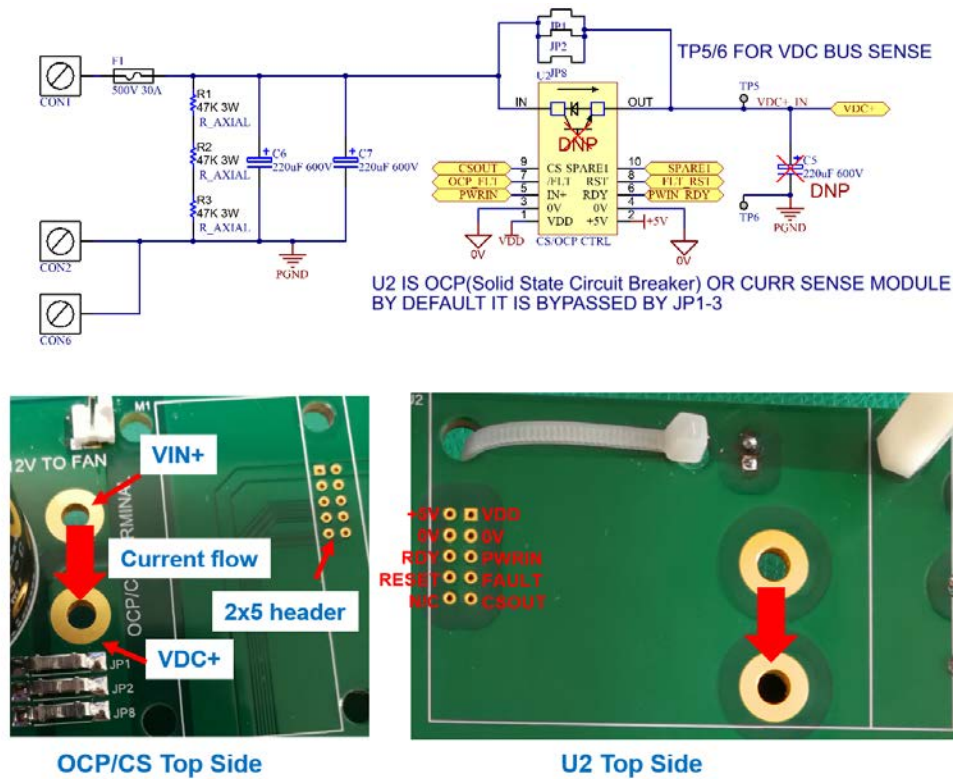 JP1
JP2
JP8
TP5/6 FOR VDC BUS SENSE
F1
500V 30A
CON1
U2
IN
OUT
TP5
VDC+_IN
VDC+
R1
47K 3W
R_AXIAL
R2
47K 3W
R_AXIAL
R3
47K 3W
R_AXIAL
C6
220uF 600V
C7
220uF 600V
DNP
CSOUT 9 CS SPARE1 10 SPARE1
OCP_FLT 7 /FLT RST 8 FLT_RST
PWRIN 5 IN+ RDY 6 PWIN_RDY
3 0V 0V 4
1 VDD +5V 2 +5V
0V
VDD
CS/OCP CTRL
0V
C5
220uF 600V
DNP
TP6
PGND
CON2
PGND
CON6
U2 IS OCP(Solid State Circuit Breaker) OR CURR SENSE MODULE
BY DEFAULT IT IS BYPASSED BY JP1-3
M1
12V TO FAN
VIN+
OCP/C
RMINAL
Current flow
2x5 header
VDC+
JP1
JP2
JP8
OCP/CS Top Side
U2
+5V VDD
0V 0V
RDY PWRIN
RESET FAULT
N/C CSOUT
U2 Top Side